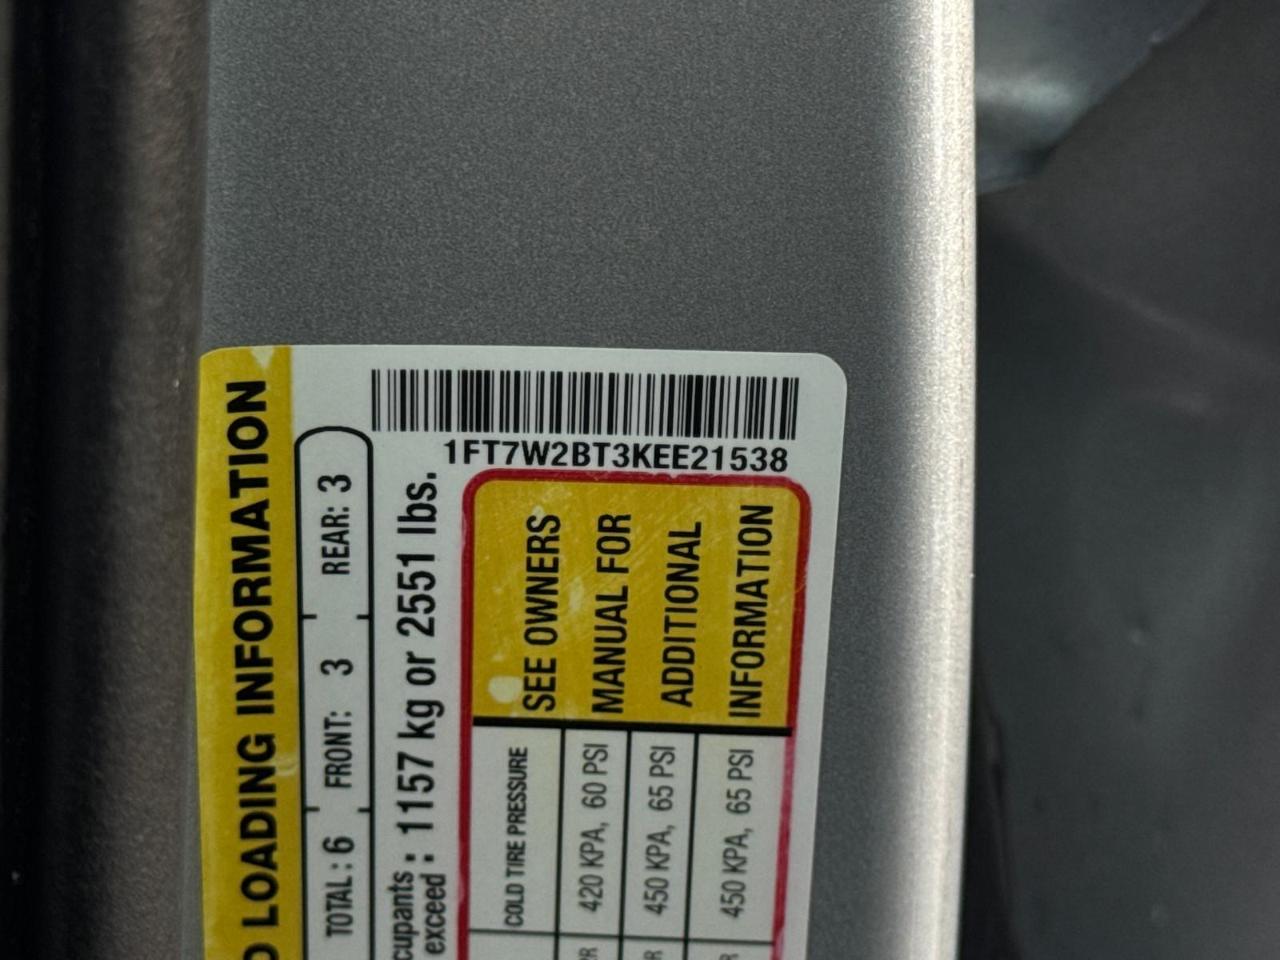 1FT7W2BT3KEE21538
LOADING INFORMATION
TOTAL : 6 FRONT: 3 REAR: 3
exceed : 1157 kg or 2551 lbs.
COLD TIRE PRESSURE
420 KPA, 60 PSI
450 KPA, 65 PSI
450 KPA, 65 PSI
SEE OWNERS
MANUAL FOR
ADDITIONAL
INFORMATION